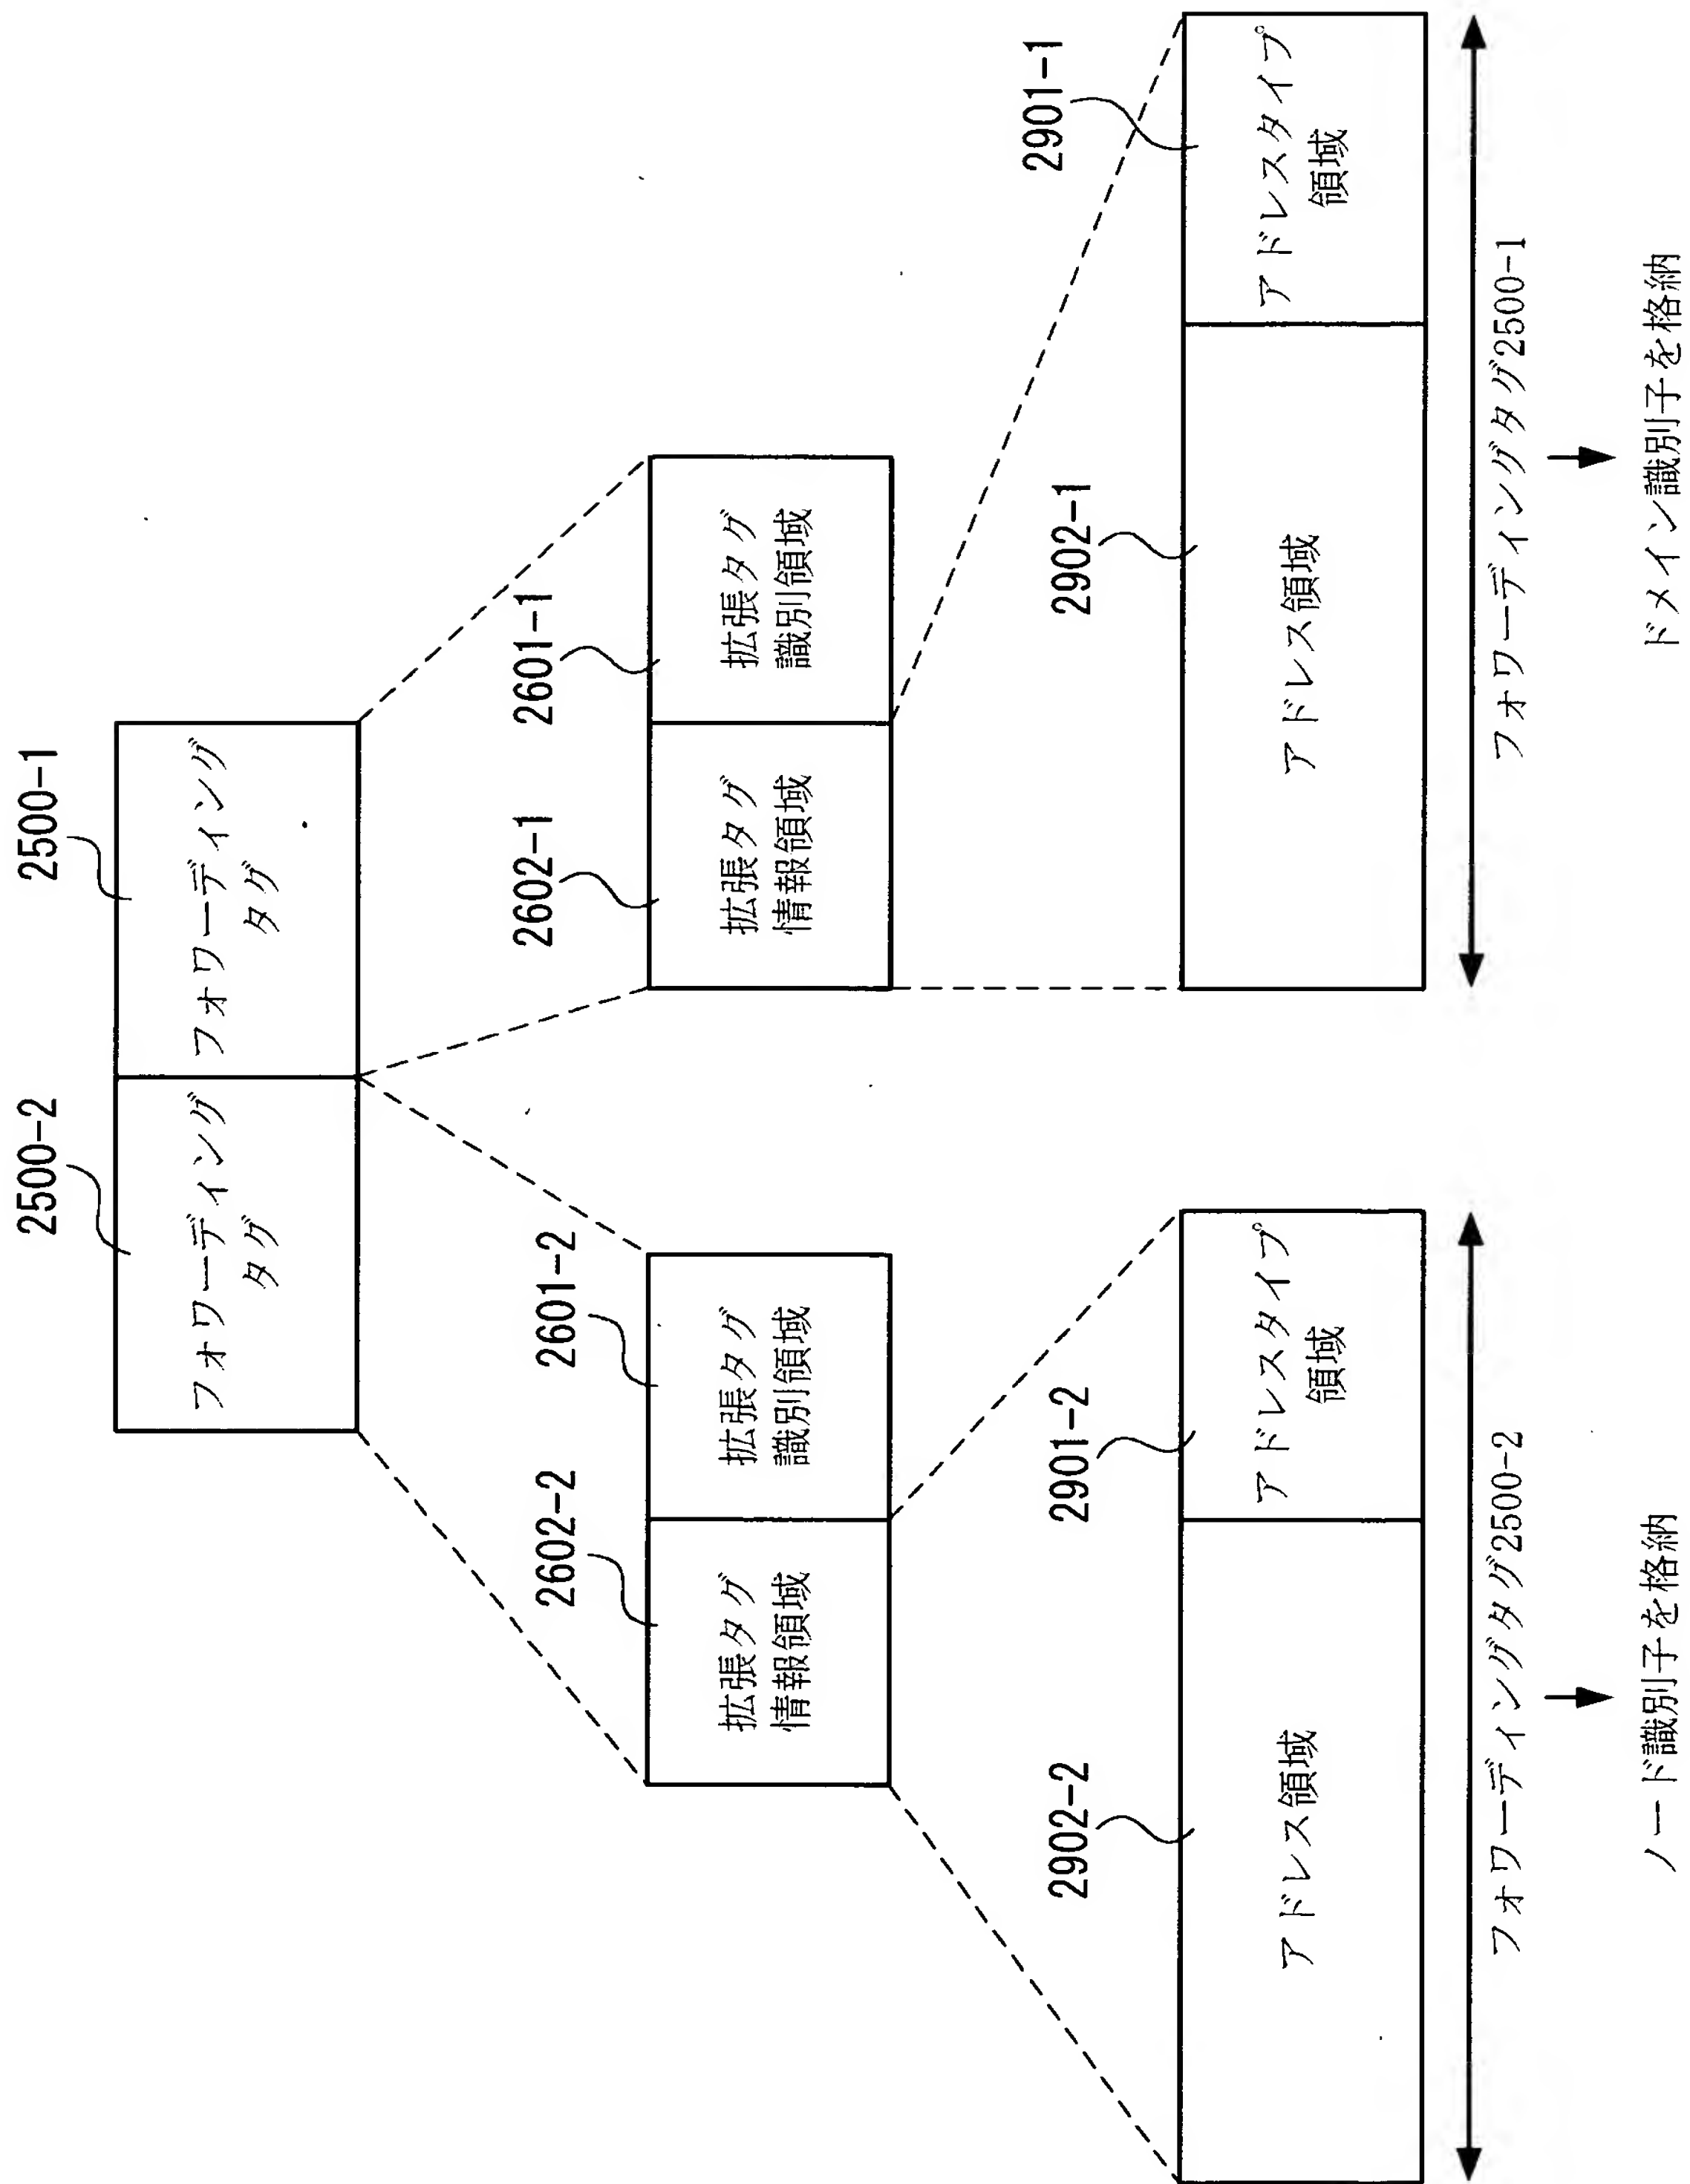 2500-2
2500-1
フォワーディング
タグ
フォワーディング
タグ
2602-2
2601-2
2602-1
2601-1
拡張タグ
情報領域
拡張タグ
識別領域
拡張タグ
情報領域
拡張タグ
識別領域
2902-2
2901-2
2902-1
2901-1
アドレス領域
アドレスタイプ
領域
アドレス領域
アドレスタイプ
領域
フォワーディングタグ2500-2
フォワーディングタグ2500-1
ノード識別子を格納
ドメイン識別子を格納